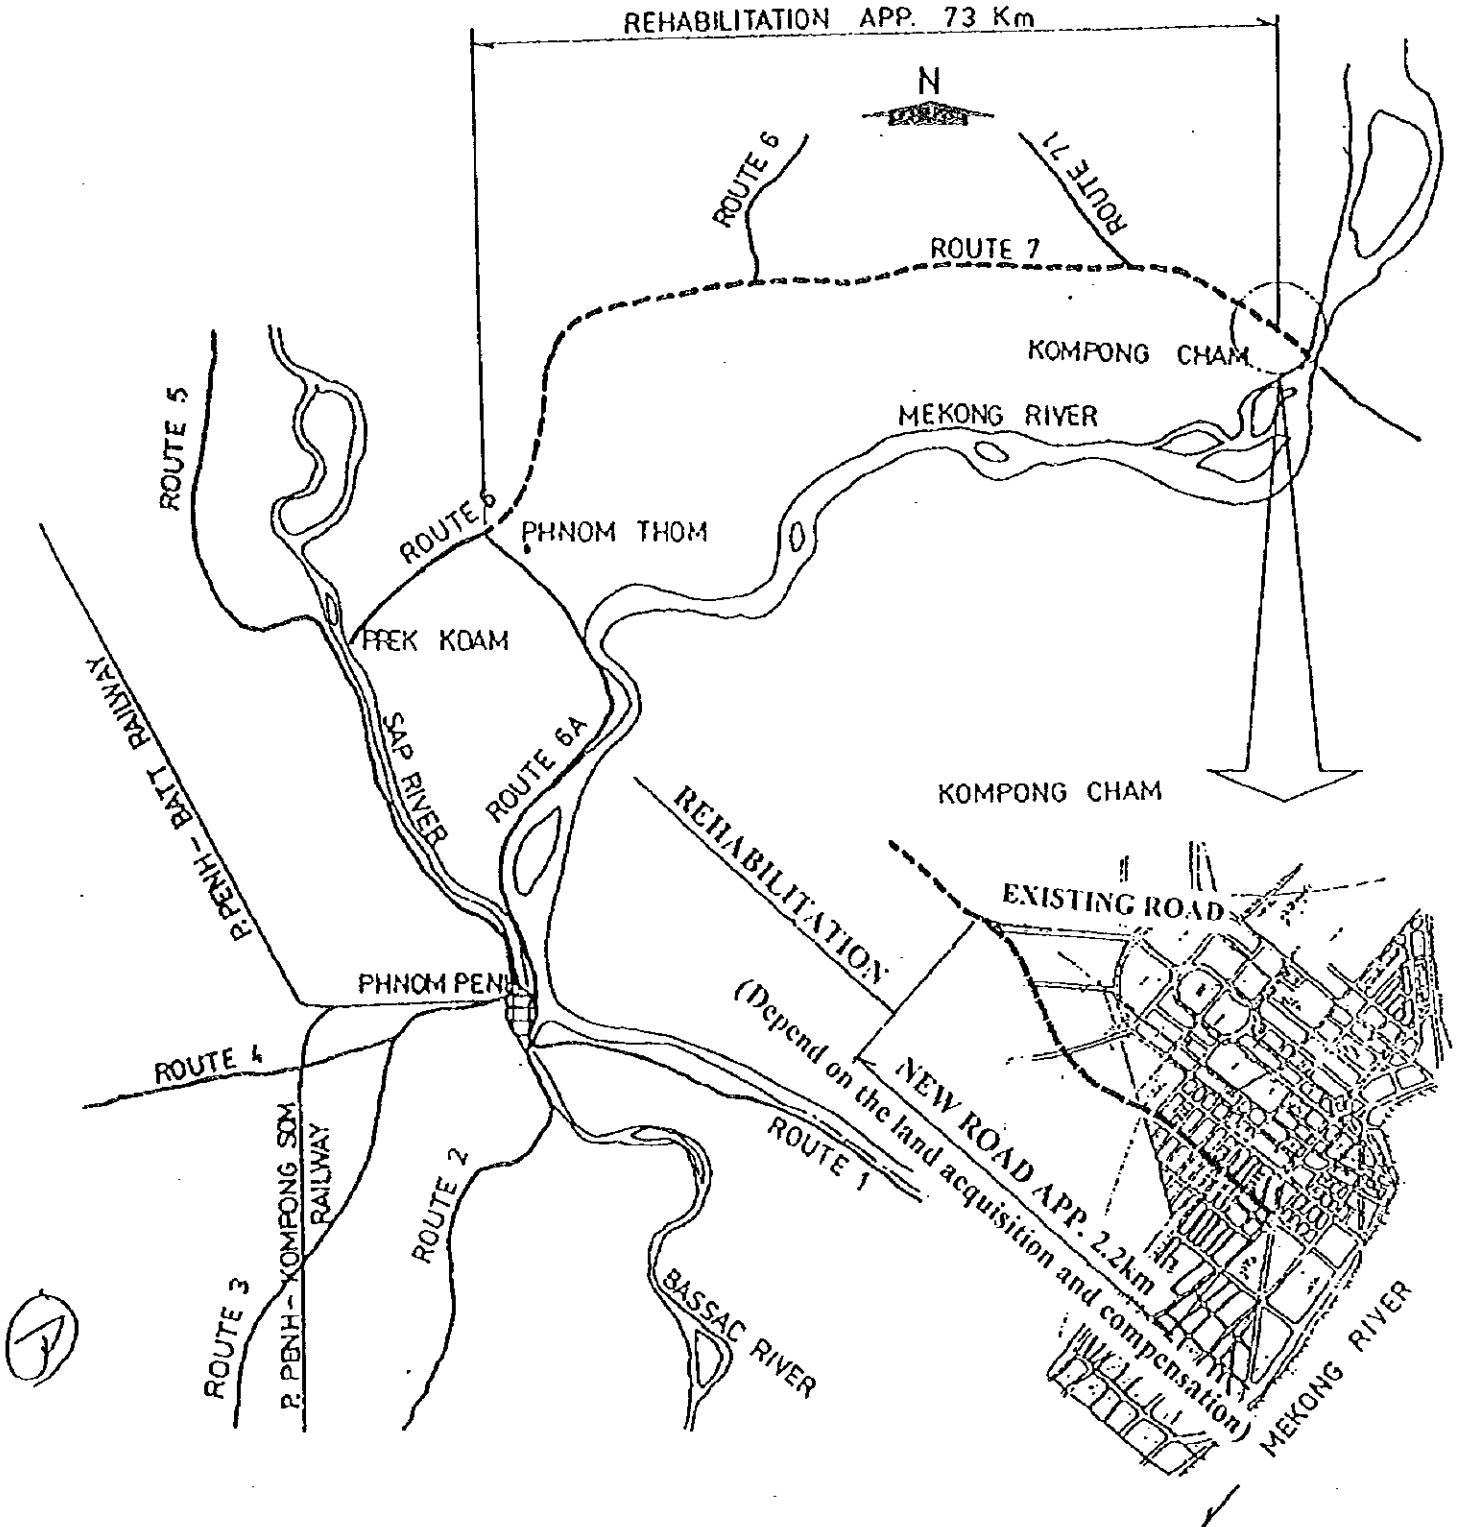 REHABILITATION APP. 73 Km
N
ROUTE 6
ROUTE 71
ROUTE 7
KOMPONG CHAM
MEKONG RIVER
ROUTE 5
ROUTE 6
PHNOM THOM
PREK KDAM
P.PENH-BATT RAILWAY
SAP RIVER
ROUTE 6A
KOMPONG CHAM
REHABILITATION
EXISTING ROAD
PHNOM PENH
(Depend on the land acquisition and compensation)
NEW ROAD APP. 2.2km
ROUTE 4
P. PENH-KOMPONG SOM
RAILWAY
ROUTE 2
ROUTE 1
ROUTE 3
BASSAC RIVER
MEKONG RIVER